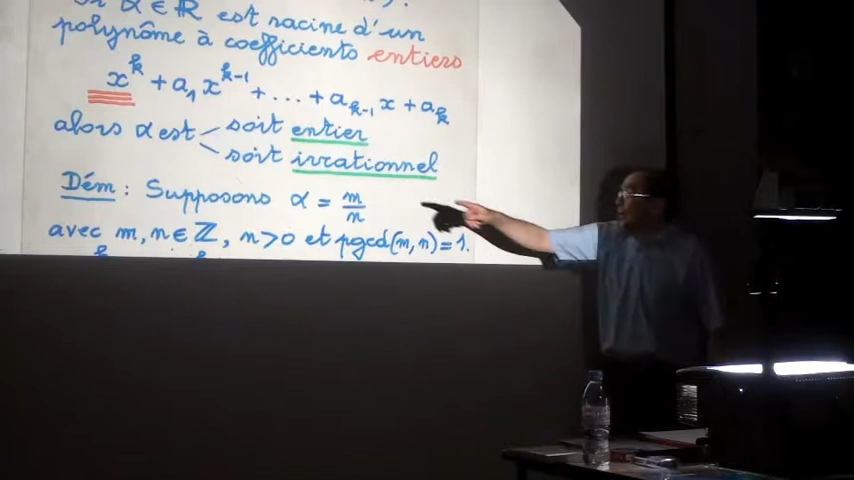 α ∈ ℝ est racine d'un
polynôme à coefficients entiers
x^k + a_1 x^{k-1} + ... + a_{k-1} x + a_k
alors α est soit entier
soit irrationnel
Dém : Supposons α = m/n
avec m, n ∈ ℤ, n > 0 et pgcd(m, n) = 1.